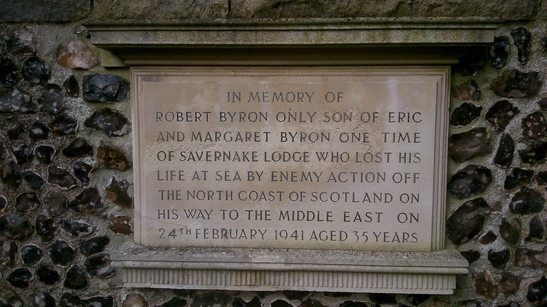 IN MEMORY OF
ROBERT BYRON ONLY SON OF ERIC
AND MARGARET BYRON ONE TIME
OF SAVERNAKE LODGE WHO LOST HIS
LIFE AT SEA BY ENEMY ACTION OFF
THE NORTH COAST OF SCOTLAND ON
HIS WAY TO THE MIDDLE EAST ON
24TH FEBRUARY 1941 AGED 35 YEARS